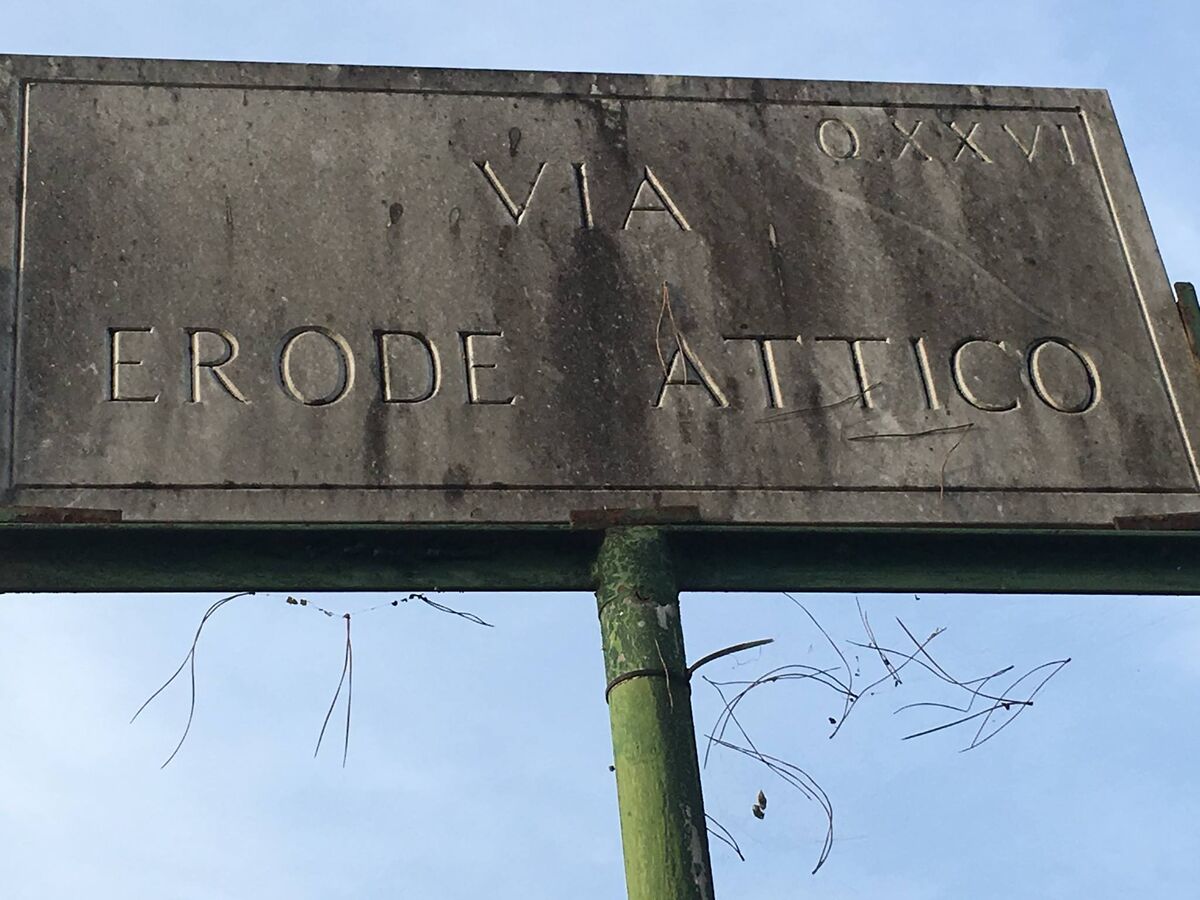 Q XXVI
VIA
ERODE ATTICO